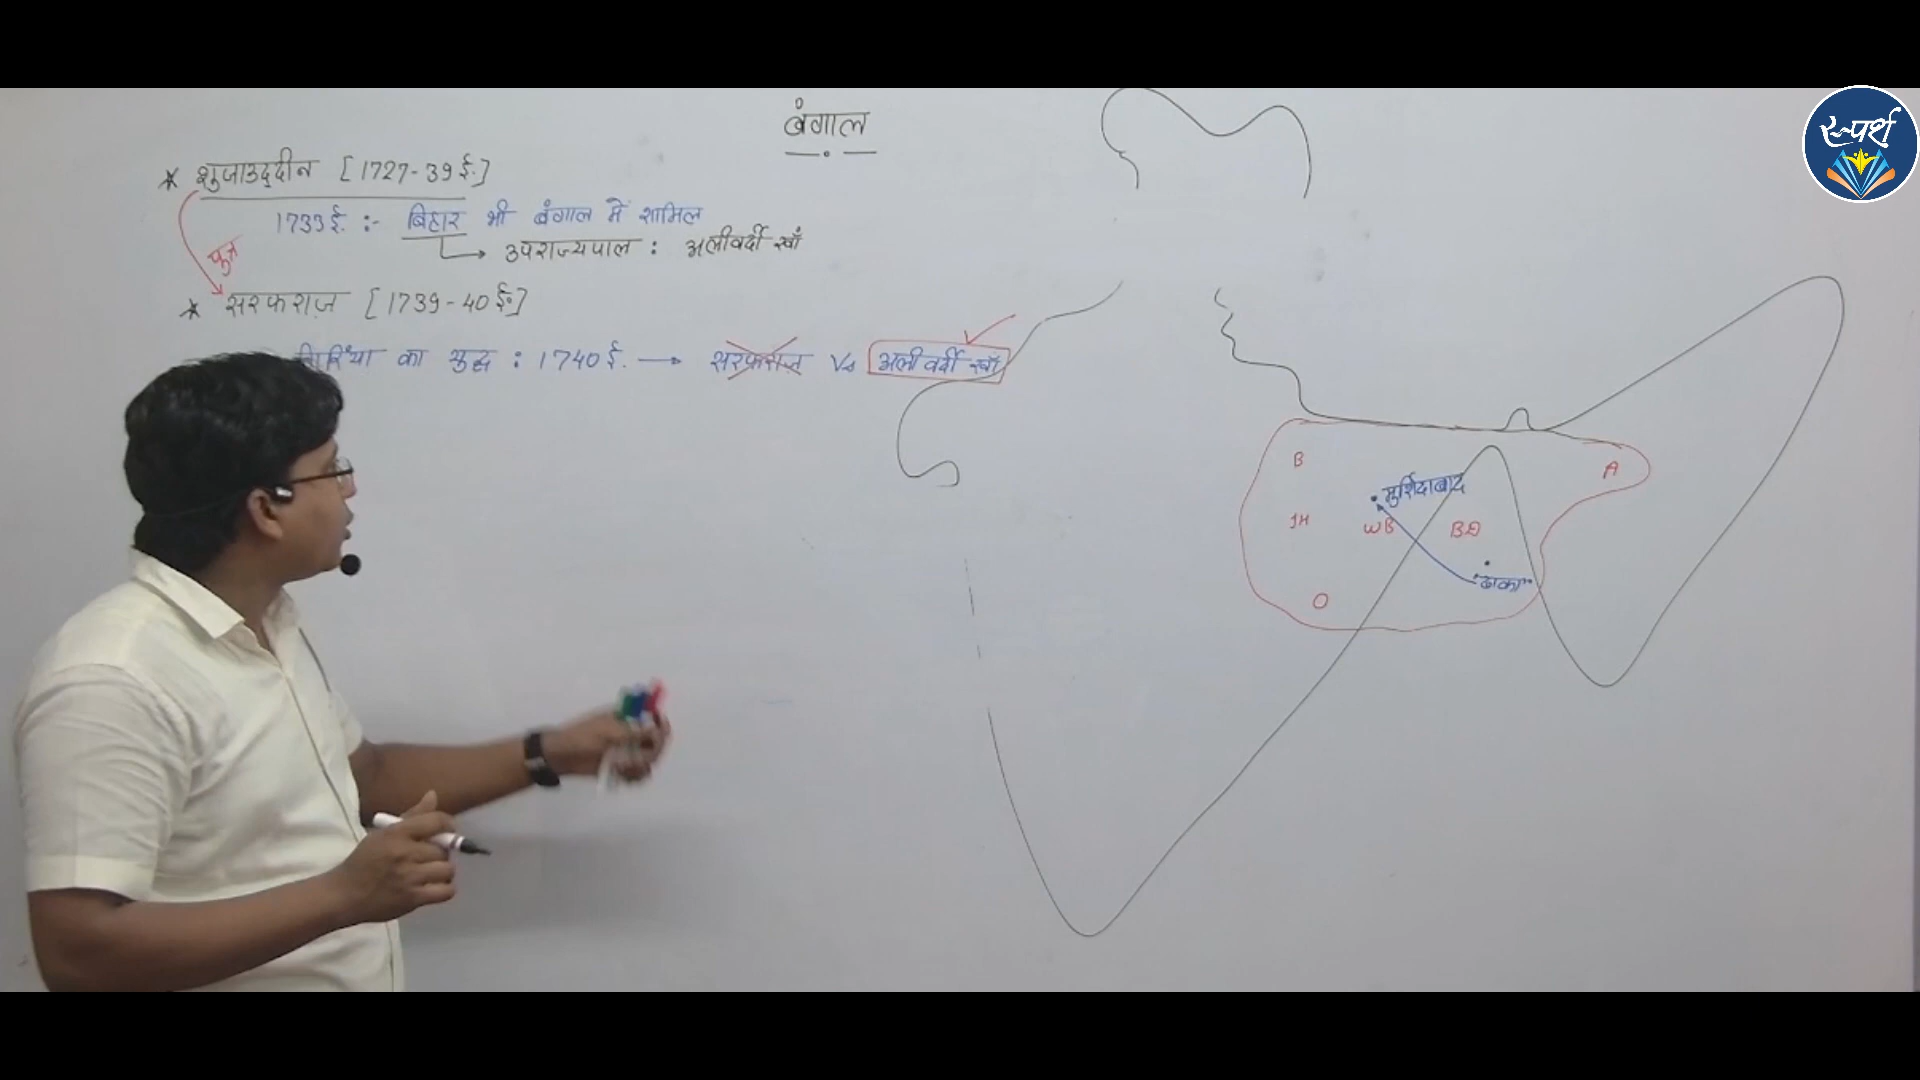 बंगाल
* शुजाउद्दीन [1727-39 ई.]
1733 ई. :- बिहार भी बंगाल में शामिल
→ उपराज्यपाल : अलीवर्दी खाँ
पुत्र
* सरफराज़ [1739-40 ई॰]
का युद्ध : 1740 ई. → सरफराज़ Vs अलीवर्दी खाँ
B
A
मुर्शिदाबाद
JH
WB
BD
ढाका
O
स्पर्श